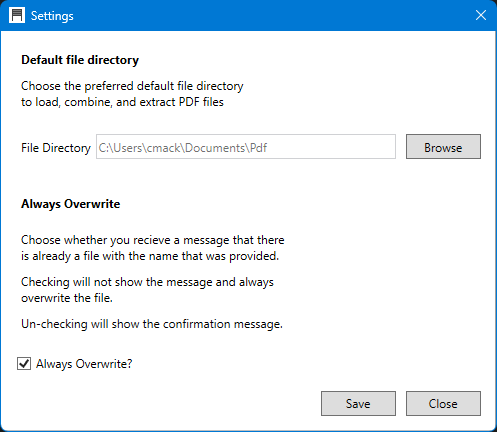 Settings
Default file directory
Choose the preferred default file directory
to load, combine, and extract PDF files
File Directory C:\Users\cmack\Documents\Pdf Browse
Always Overwrite
Choose whether you recieve a message that there
is already a file with the name that was provided.
Checking will not show the message and always
overwrite the file.
Un-checking will show the confirmation message.
Always Overwrite?
Save Close